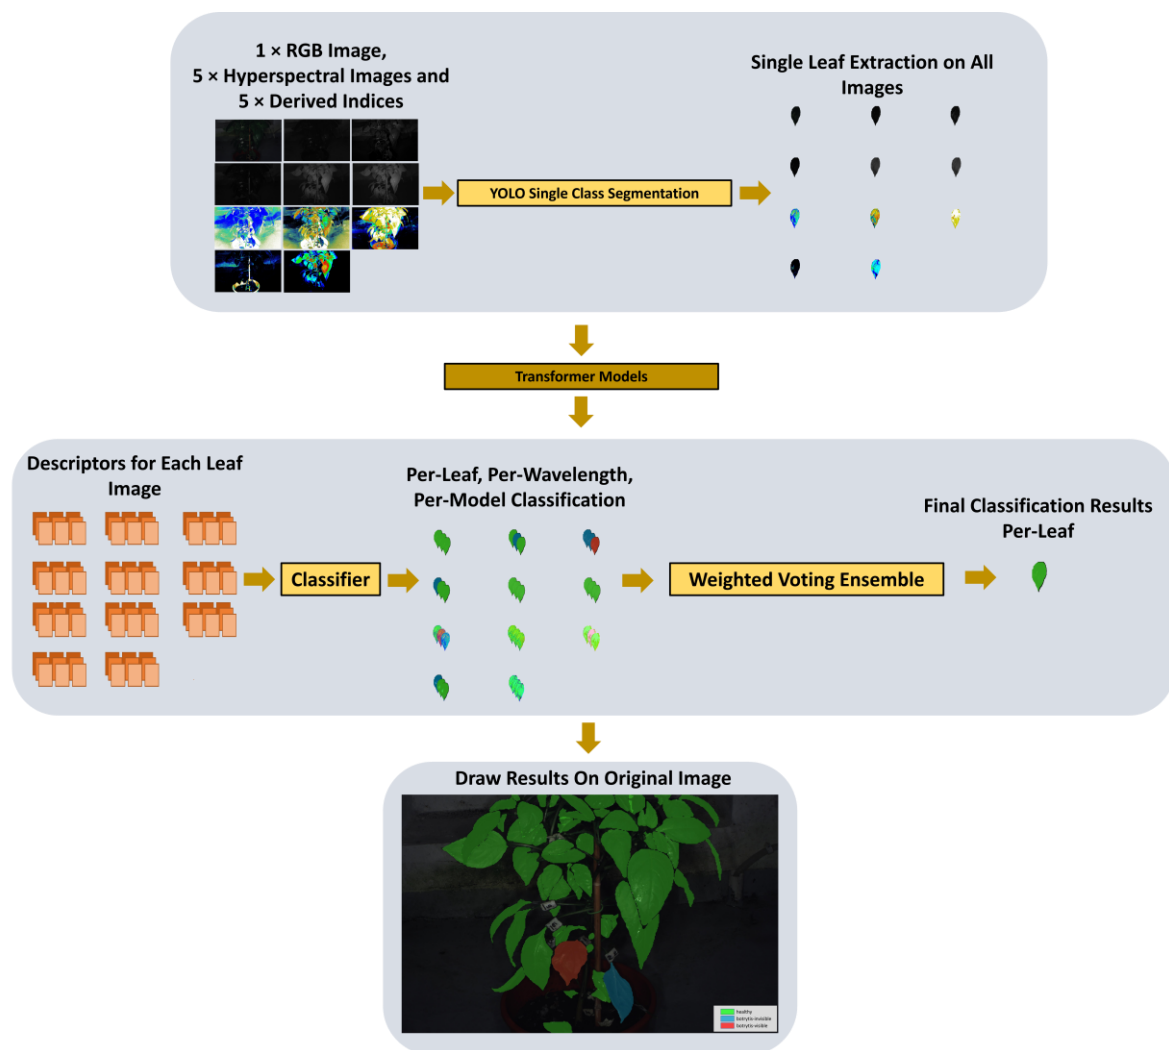 1 × RGB Image,
5 × Hyperspectral Images and
5 × Derived Indices
Single Leaf Extraction on All
Images
YOLO Single Class Segmentation
Transformer Models
Descriptors for Each Leaf
Image
Per-Leaf, Per-Wavelength,
Per-Model Classification
Final Classification Results
Per-Leaf
Classifier
Weighted Voting Ensemble
Draw Results On Original Image
healthy
botrytis-invisible
botrytis-visible